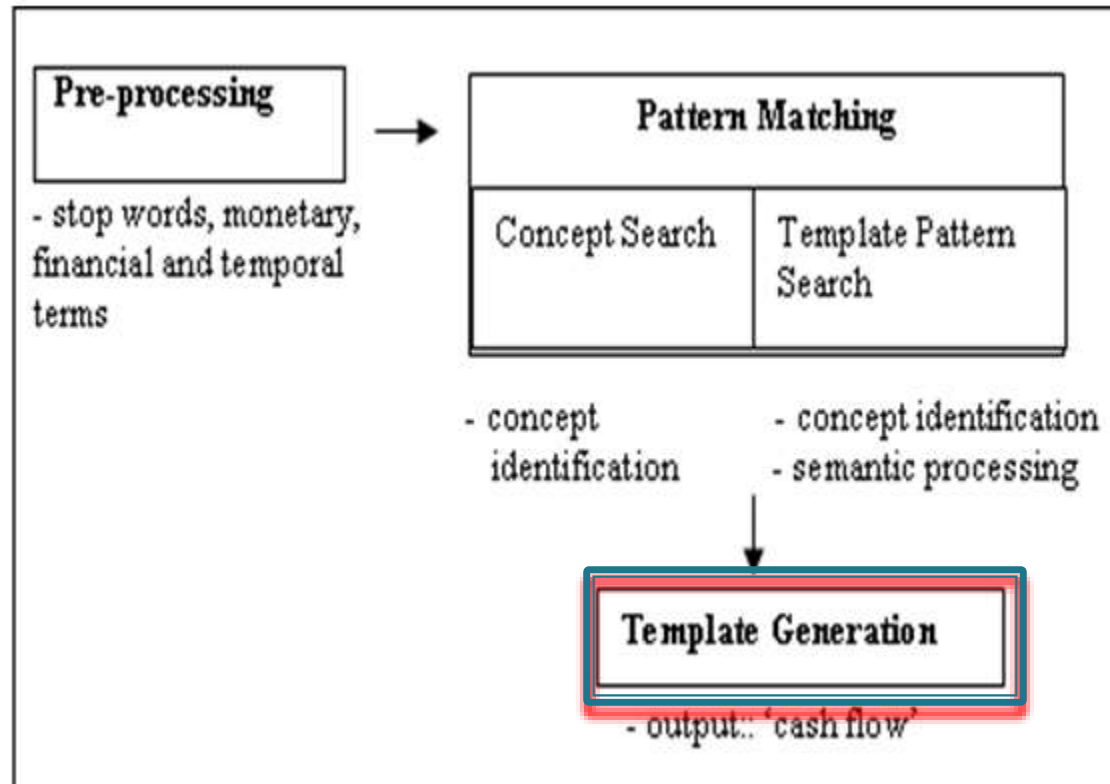 Pre-processing
- stop words, monetary,
financial and temporal
terms
Pattern Matching
Concept Search
Template Pattern
Search
- concept
identification
- concept identification
- semantic processing
Template Generation
- output:: ‘cash flow’